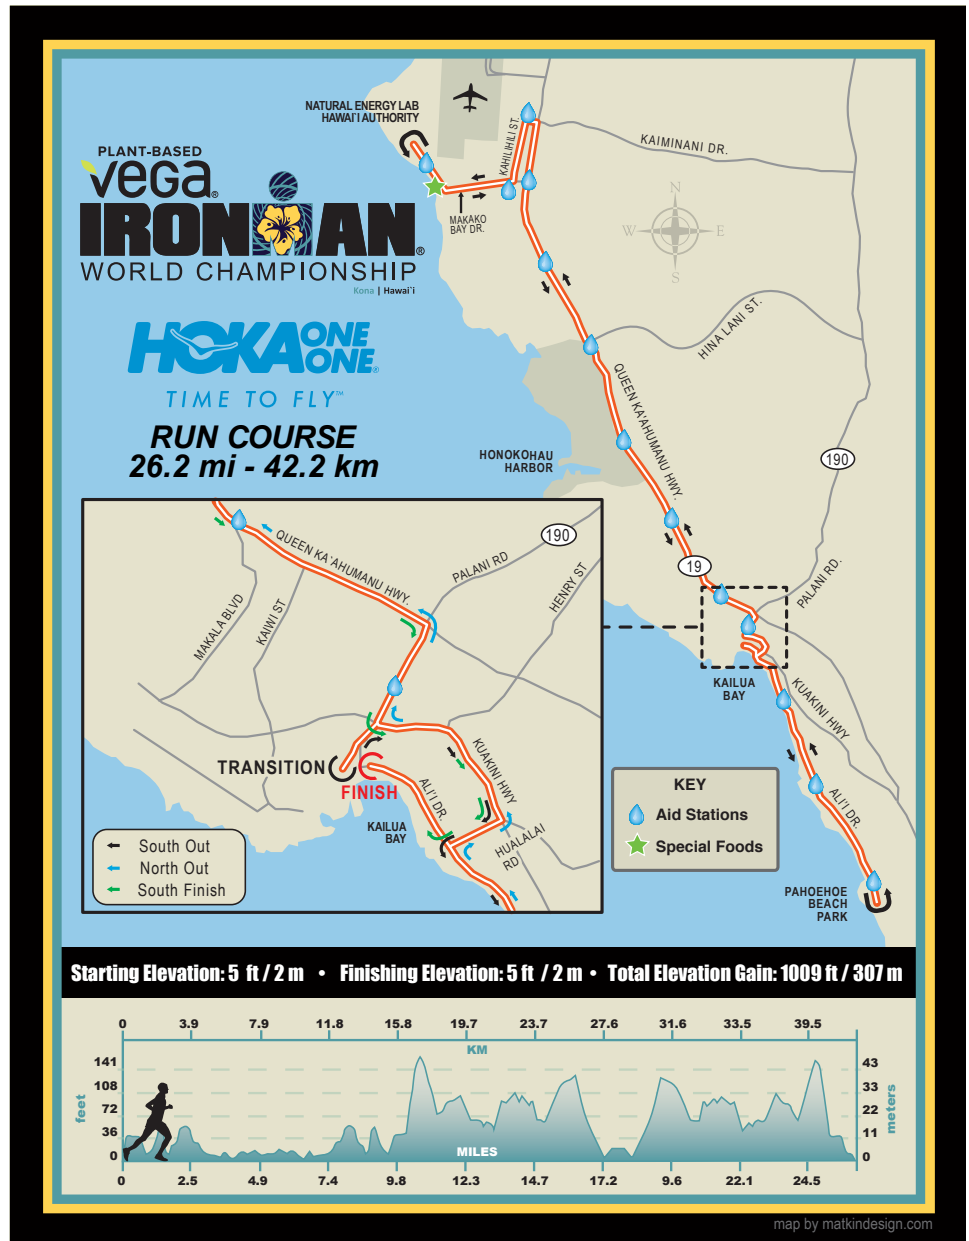 NATURAL ENERGY LAB
HAWAI'I AUTHORITY
KAHILIHILI ST.
KAIMINANI DR.
PLANT-BASED
vega®
IRONMAN®
WORLD CHAMPIONSHIP
Kona | Hawai`i
MAKAKO
BAY DR.
N
W
E
S
HOKA ONE ONE®
TIME TO FLY™
RUN COURSE
26.2 mi - 42.2 km
HINA LANI ST.
QUEEN KA'AHUMANU HWY.
HONOKOHAU
HARBOR
190
19
PALANI RD.
KAILUA
BAY
KUAKINI HWY
ALI'I DR.
PAHOEHOE
BEACH
PARK
QUEEN KA'AHUMANU HWY.
190
PALANI RD
HENRY ST
MAKALA BLVD
KAIWI ST
TRANSITION
FINISH
KUAKINI HWY
ALI'I DR.
KAILUA
BAY
HUALALAI
RD
South Out
North Out
South Finish
KEY
Aid Stations
Special Foods
Starting Elevation: 5 ft / 2 m • Finishing Elevation: 5 ft / 2 m • Total Elevation Gain: 1009 ft / 307 m
0 3.9 7.9 11.8 15.8 19.7 23.7 27.6 31.6 33.5 39.5
KM
feet
141
108
72
36
0
43
33
22
11
0
meters
MILES
0 2.5 4.9 7.4 9.8 12.3 14.7 17.2 9.6 22.1 24.5
map by matkindesign.com